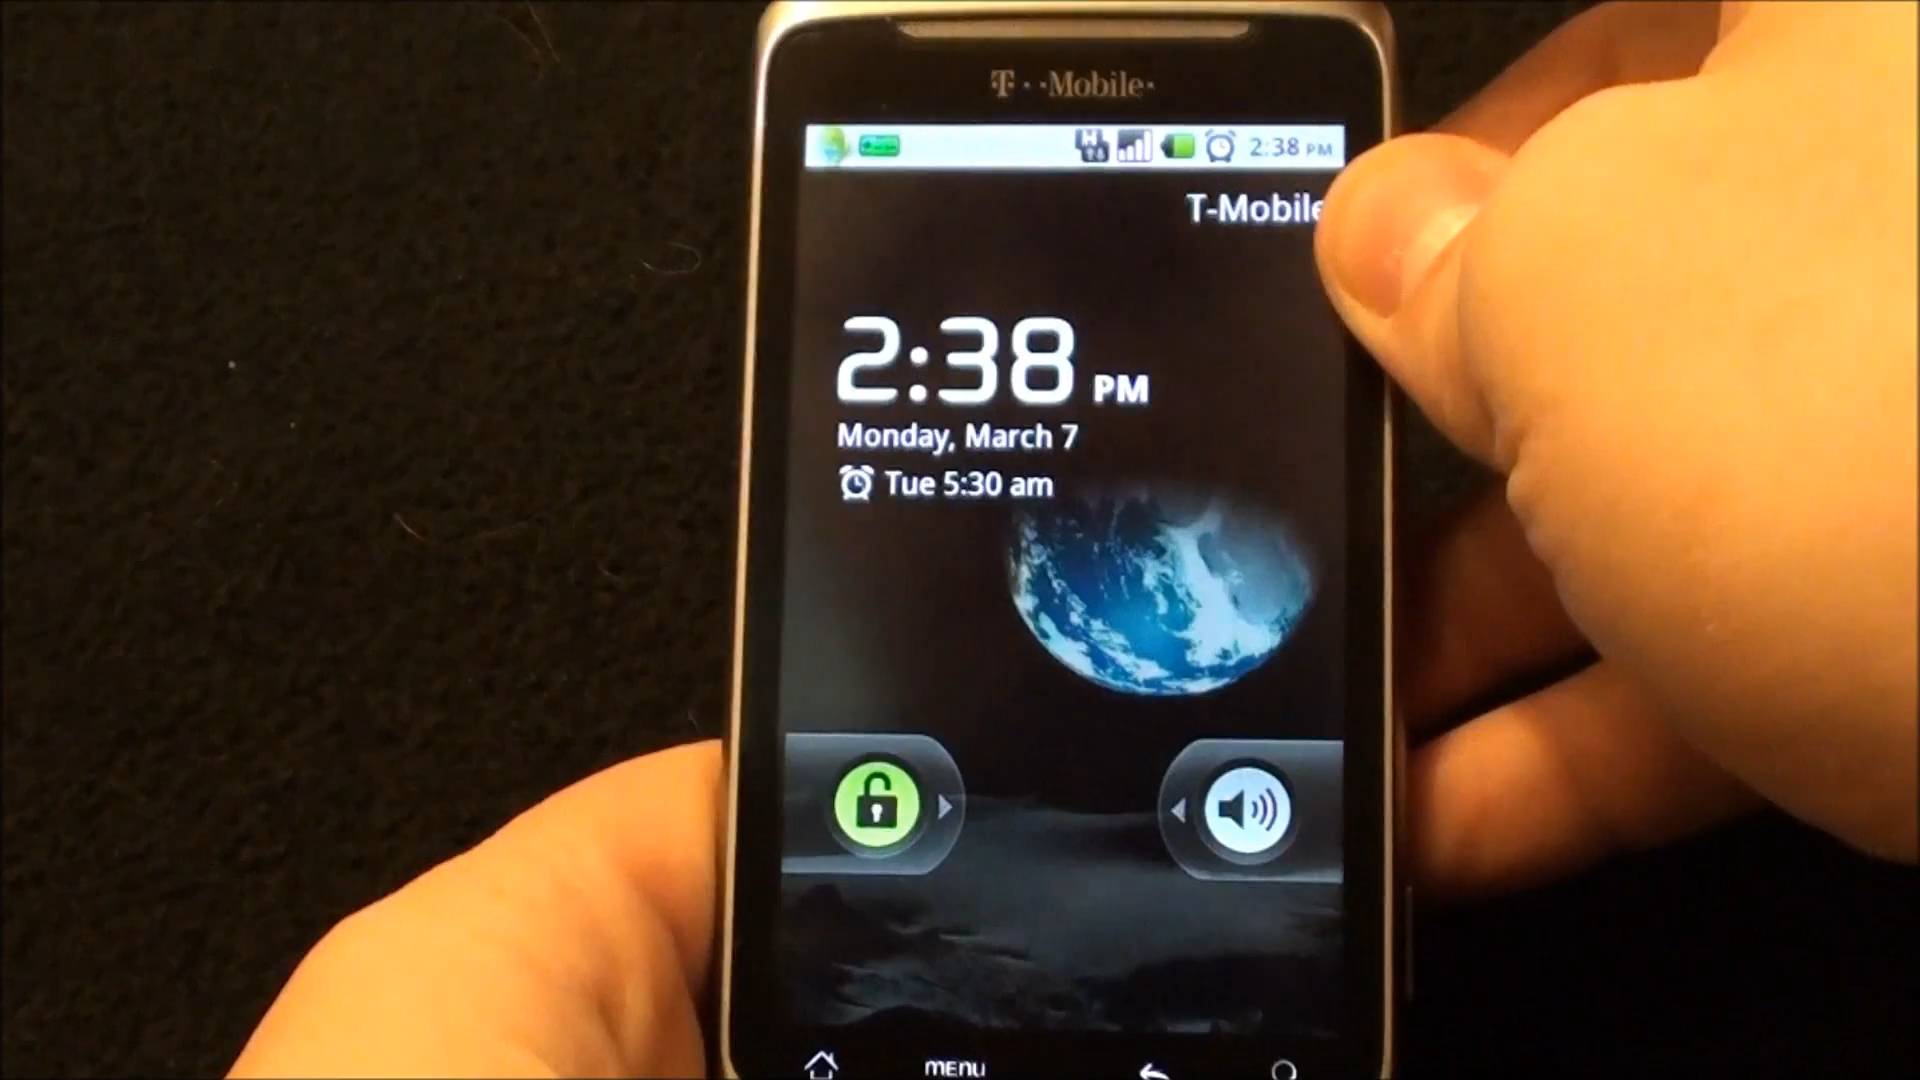 T··Mobile·
H 2:38 PM
T-Mobile
2:38 PM
Monday, March 7
Tue 5:30 am
menu